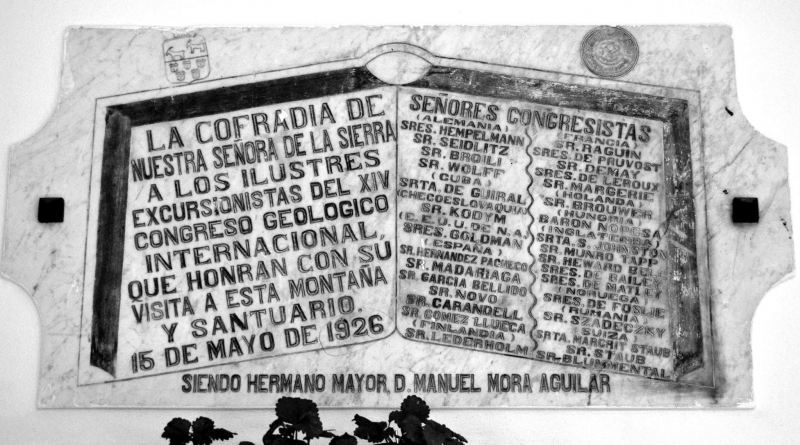 LA COFRADIA DE
NUESTRA SEÑORA DE LA SIERRA
A LOS ILUSTRES
EXCURSIONISTAS DEL XIV
CONGRESO GEOLOGICO
INTERNACIONAL,
QUE HONRAN CON SU
VISITA A ESTA MONTAÑA
Y SANTUARIO.
15 DE MAYO DE 1926
SEÑORES CONGRESISTAS
(ALEMANIA)
SRES. HEMPELMANN
SR. SEIDLITZ
SR. BROILI
SR. WOLFF
(CUBA)
SRTA. DE GUIRAL
(CHECOESLOVAQUIA)
SR. KODYM
(E.E. U.U. DE N.A.)
SRES. GOLDMAN
(ESPAÑA)
SR. HERNANDEZ PACHECO
SR. MADARIAGA
SR. GARCIA BELLIDO
SR. NOVO
SR. CARANDELL
SR. GOMEZ LLUECA
(FINLANDIA)
SR. LEDERHOLM
(FRANCIA)
SR. RAGUIN
SRES. DE PRUVOST
SR. DEMAY
SRES. DE LEROUX
SR. MARGERIE
(HOLANDA)
SR. BROUWER
(HUNGRIA)
BARON NOPCSA
(INGLATERRA)
SRTA. S. JOHNSTON
SR. MUNRO TAPP
SR. SEWARD BELL
SRES. DE BAILEY
SRES. DE MATLEY
(NORUEGA)
SRES. DE FOSLIE
(RUMANIA)
SR. SZADECZKY
(SUIZA)
SRTA. MARGRIT STAUB
SR. STAUB
SR. BLUMMENTAL
SIENDO HERMANO MAYOR, D. MANUEL MORA AGUILAR